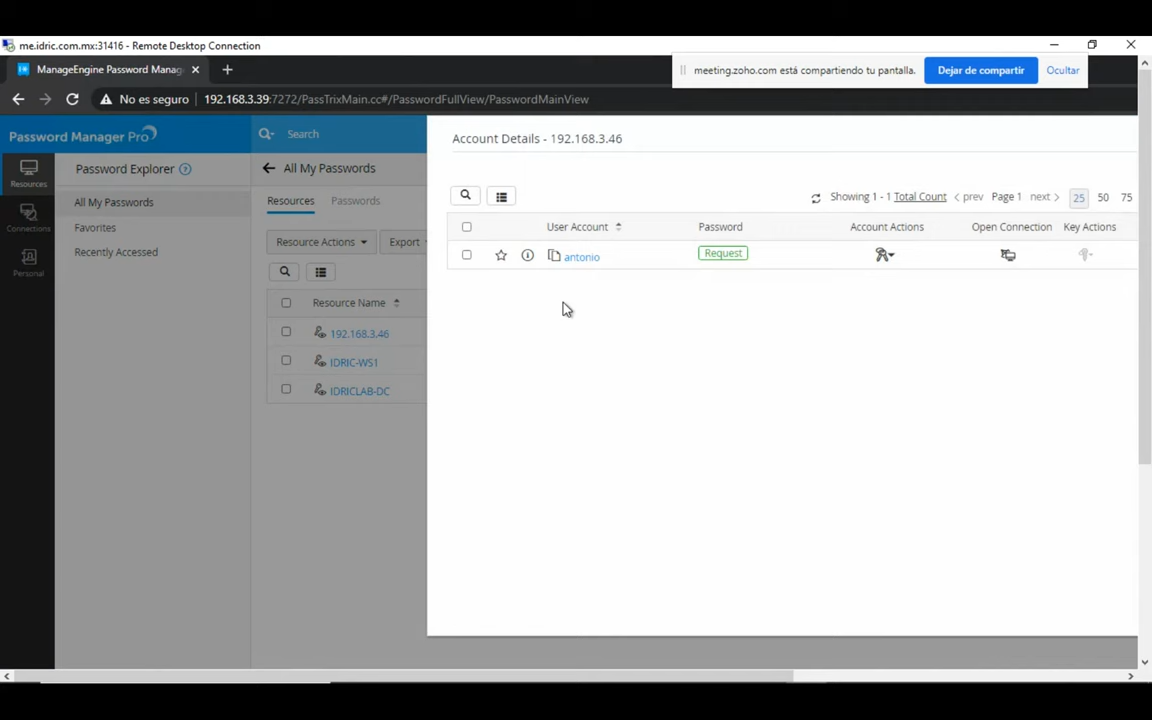 me.idric.com.mx:31416 - Remote Desktop Connection
ManageEngine Password Manag
meeting.zoho.com está compartiendo tu pantalla.
Dejar de compartir
Ocultar
No es seguro
192.168.3.39:7272/PassTrixMain.cc#/PasswordFullView/PasswordMainView
Password Manager Pro
Search
Resources
Connections
Personal
Password Explorer
All My Passwords
Favorites
Recently Accessed
All My Passwords
Resources Passwords
Resource Actions Export
Resource Name
192.168.3.46
IDRIC-WS1
IDRICLAB-DC
Account Details - 192.168.3.46
Showing 1 - 1 Total Count prev Page 1 next 25 50 75
User Account Password Account Actions Open Connection Key Actions
antonio Request